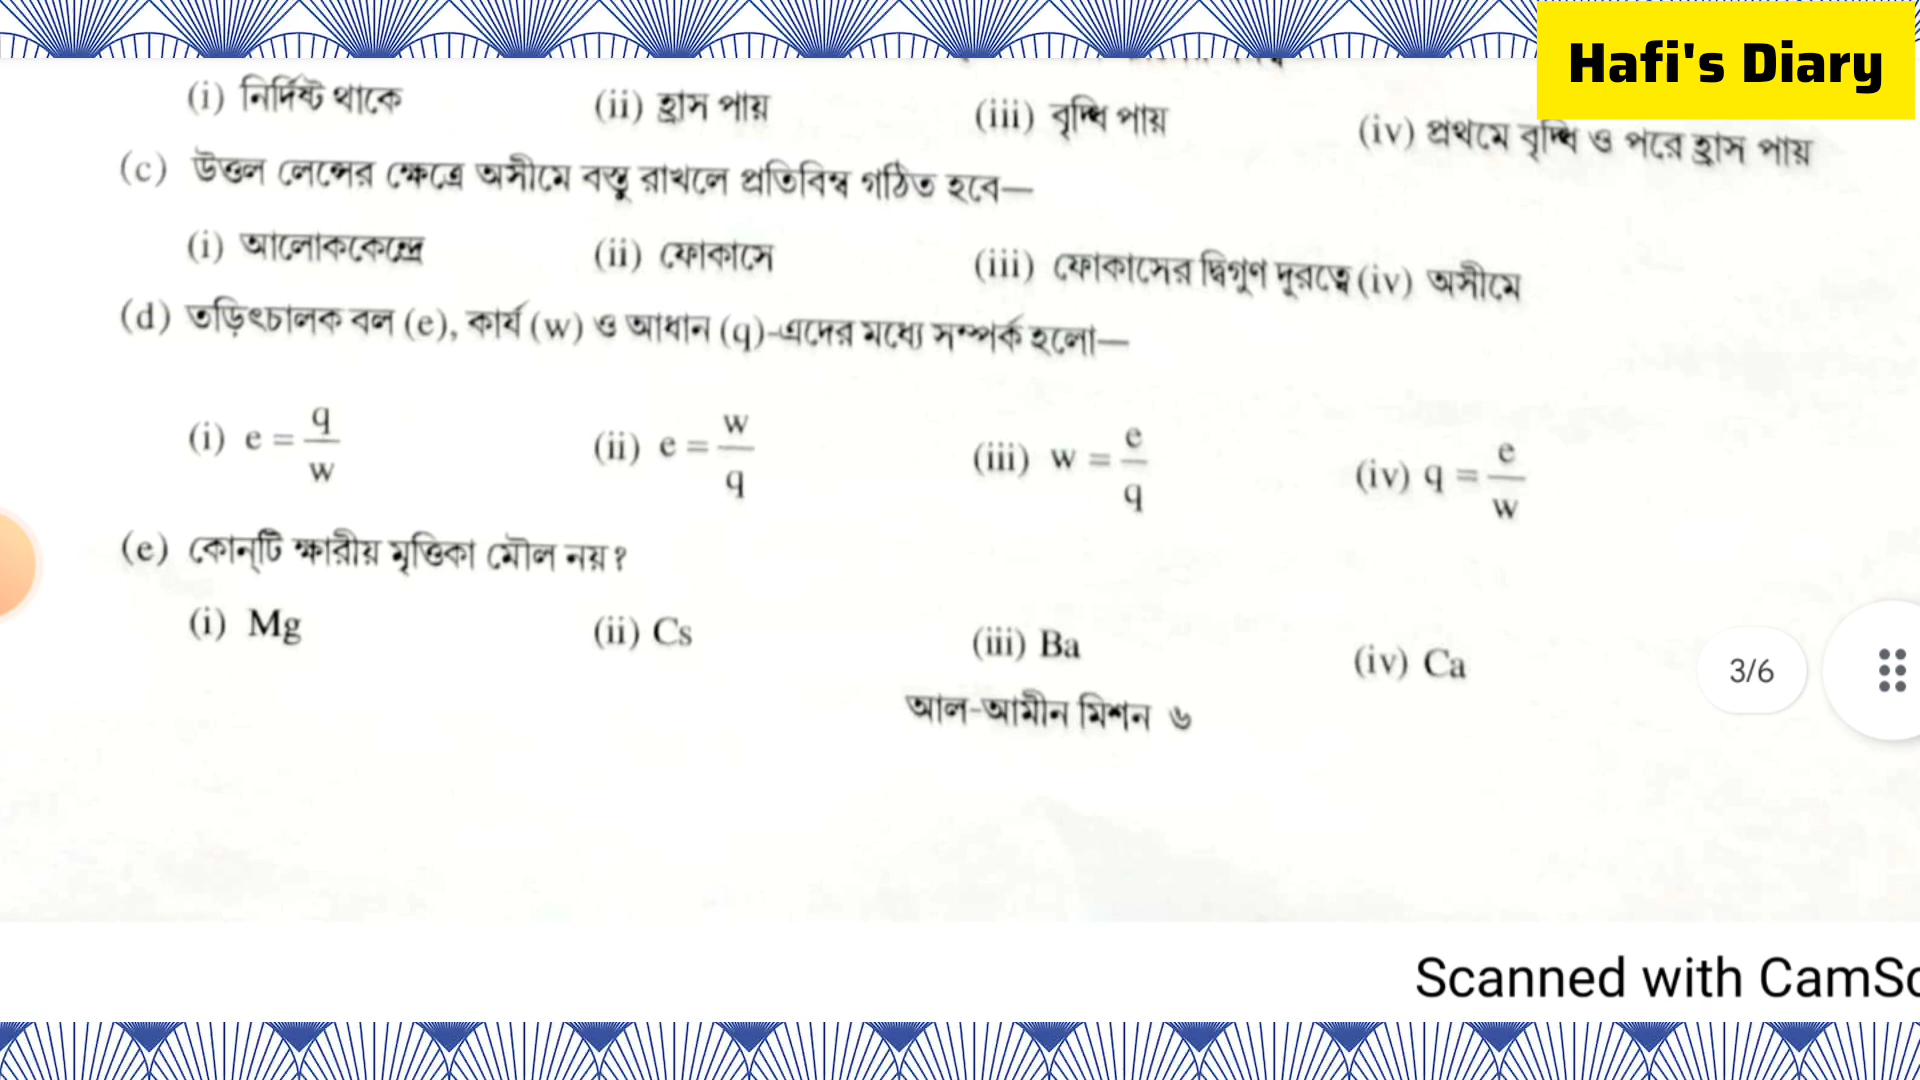 Hafi's Diary
(i) নির্দিষ্ট থাকে (ii) হ্রাস পায় (iii) বৃদ্ধি পায় (iv) প্রথমে বৃদ্ধি ও পরে হ্রাস পায়
(c) উত্তল লেন্সের ক্ষেত্রে অসীমে বস্তু রাখলে প্রতিবিম্ব গঠিত হবে—
(i) আলোককেন্দ্রে (ii) ফোকাসে (iii) ফোকাসের দ্বিগুণ দূরত্বে (iv) অসীমে
(d) তড়িৎচালক বল (e), কার্য (w) ও আধান (q)-এদের মধ্যে সম্পর্ক হলো—
(i) e = q/w (ii) e = w/q (iii) w = e/q (iv) q = e/w
(e) কোন্‌টি ক্ষারীয় মৃত্তিকা মৌল নয়?
(i) Mg (ii) Cs (iii) Ba (iv) Ca
3/6
আল-আমীন মিশন ৬
Scanned with CamSc